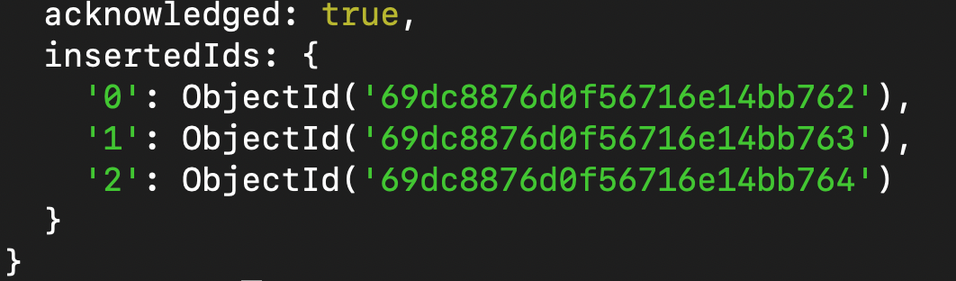 acknowledged: true,
insertedIds: {
'0': ObjectId('69dc8876d0f56716e14bb762'),
'1': ObjectId('69dc8876d0f56716e14bb763'),
'2': ObjectId('69dc8876d0f56716e14bb764')
}
}